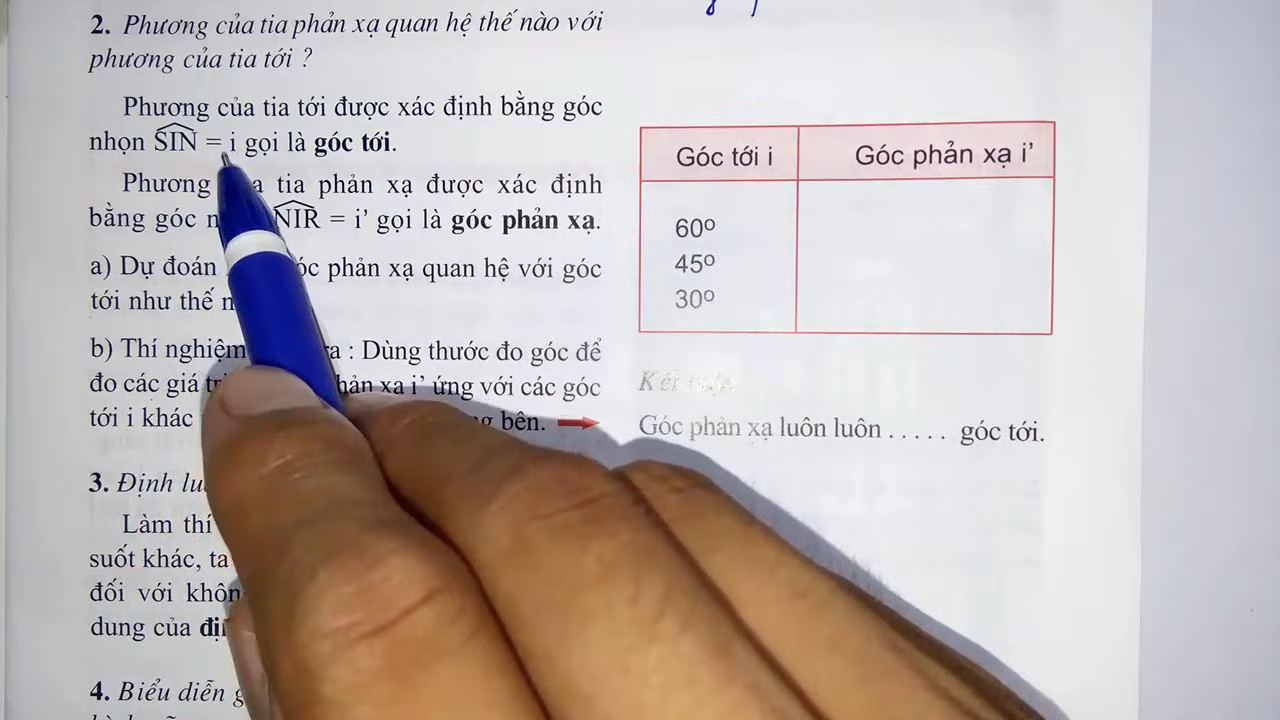 2. Phương của tia phản xạ quan hệ thế nào với
phương của tia tới ?
Phương của tia tới được xác định bằng góc
nhọn SIN = i gọi là góc tới.
Phương tia phản xạ được xác định
bằng góc NIR = i’ gọi là góc phản xạ.
a) Dự đoán phản xạ quan hệ với góc
tới như thế
b) Thí nghiệm : Dùng thước đo góc để
đo các giá phản xạ i’ ứng với các góc
tới i khác bên.
3. Định
Làm thí
suốt khác, ta
đối với
dung của
4. Biểu diễn
Góc tới i Góc phản xạ i’
60º
45º
30º
Kết luận
Góc phản xạ luôn luôn ..... góc tới.